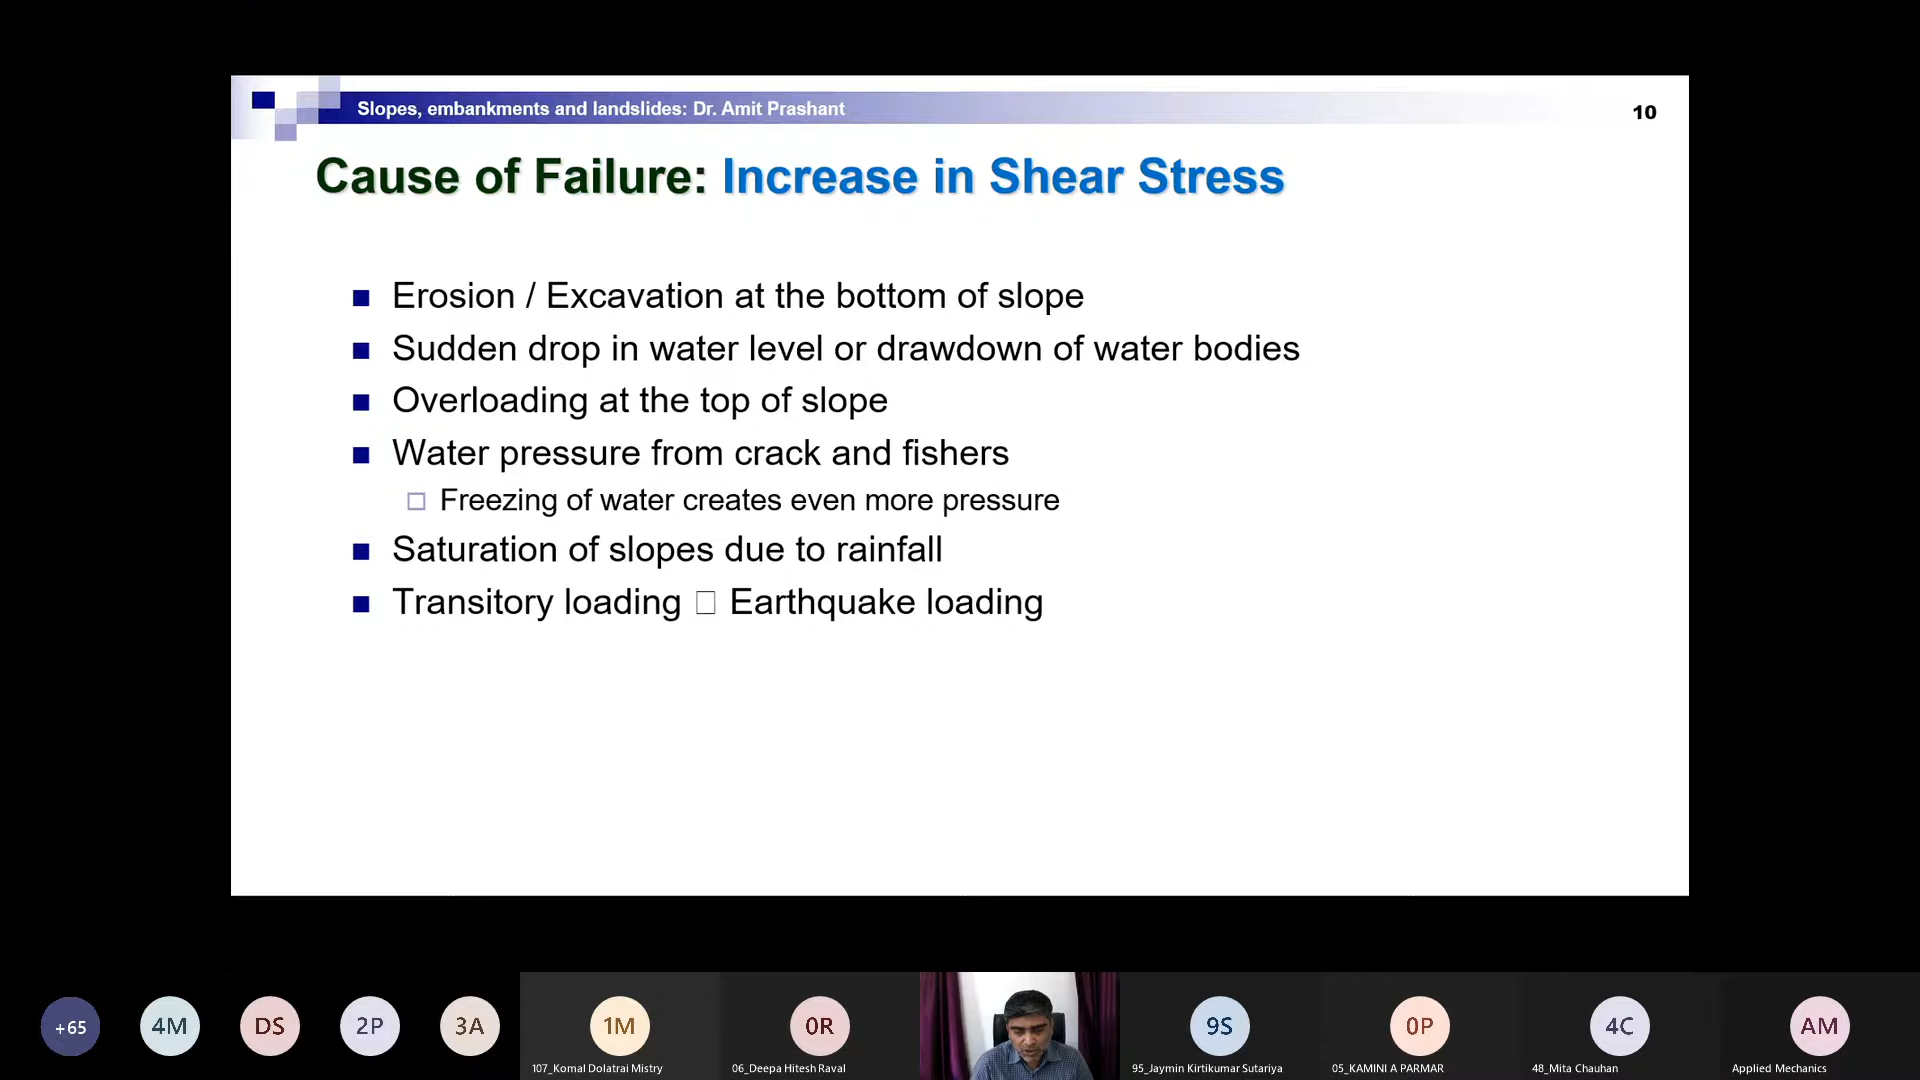 Slopes, embankments and landslides: Dr. Amit Prashant
10
Cause of Failure: Increase in Shear Stress
Erosion / Excavation at the bottom of slope
Sudden drop in water level or drawdown of water bodies
Overloading at the top of slope
Water pressure from crack and fishers
Freezing of water creates even more pressure
Saturation of slopes due to rainfall
Transitory loading □ Earthquake loading
+65
4M
DS
2P
3A
1M
0R
9S
0P
4C
AM
107_Komal Dolatrai Mistry
06_Deepa Hitesh Raval
95_Jaymin Kirtikumar Sutariya
05_KAMINI A PARMAR
48_Mita Chauhan
Applied Mechanics